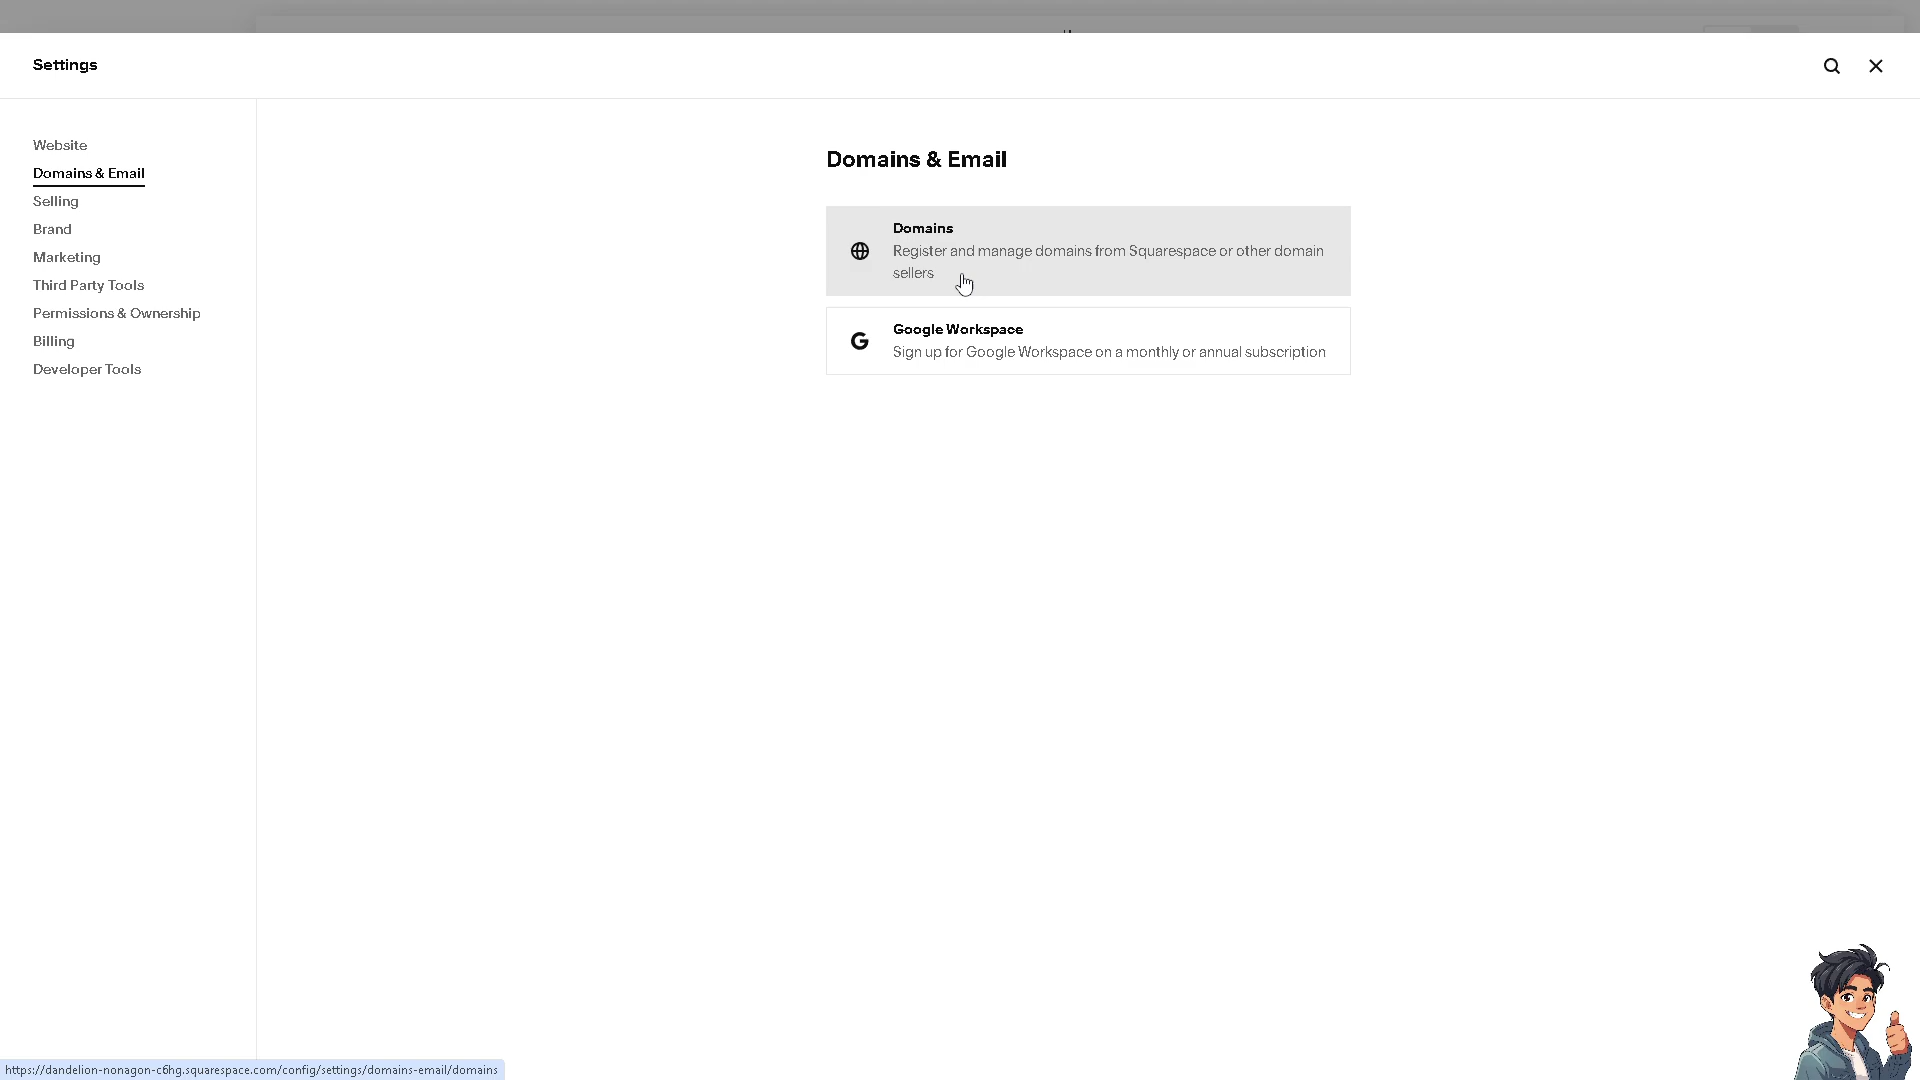 Settings
Website
Domains & Email
Selling
Brand
Marketing
Third Party Tools
Permissions & Ownership
Billing
Developer Tools
Domains & Email
Domains
Register and manage domains from Squarespace or other domain
sellers
Google Workspace
Sign up for Google Workspace on a monthly or annual subscription
https://dandelion-nonagon-c6hg.squarespace.com/config/settings/domains-email/domains